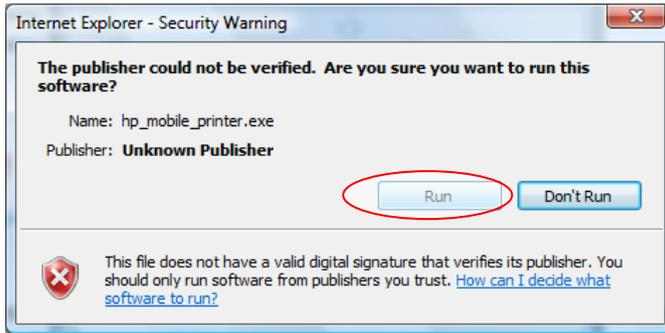 Internet Explorer - Security Warning
The publisher could not be verified.  Are you sure you want to run this
software?
Name: hp_mobile_printer.exe
Publisher: Unknown Publisher
Run Don't Run
This file does not have a valid digital signature that verifies its publisher. You
should only run software from publishers you trust. How can I decide what
software to run?